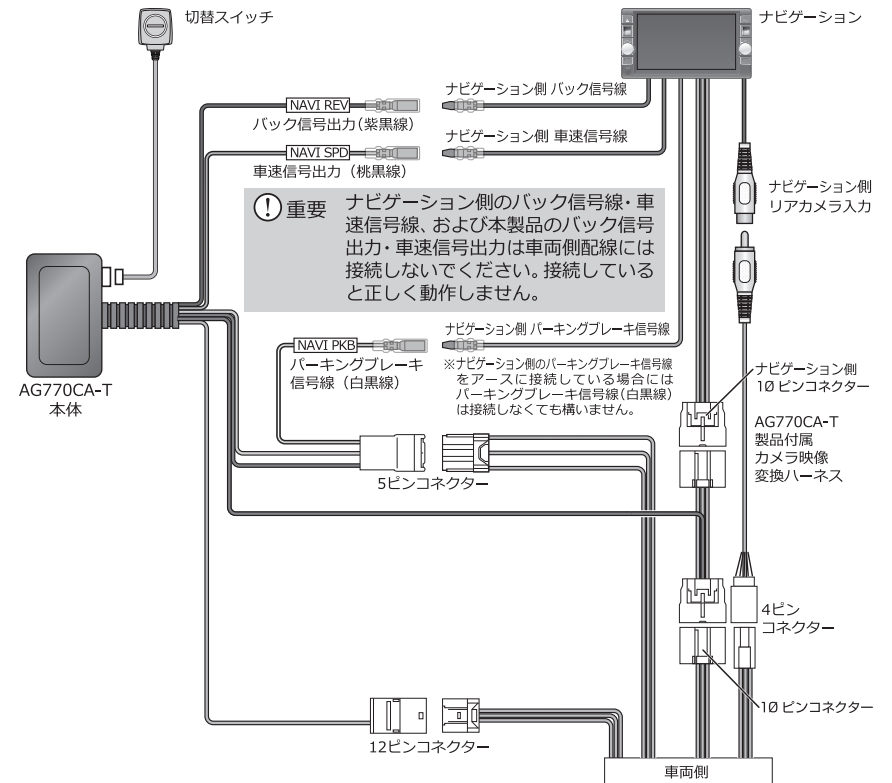 切替スイッチ
ナビゲーション
NAVI REV
バック信号出力(紫黒線)
ナビゲーション側 バック信号線
NAVI SPD
車速信号出力(桃黒線)
ナビゲーション側 車速信号線
重要
ナビゲーション側のバック信号線・車
速信号線、および本製品のバック信号
出力・車速信号出力は車両側配線には
接続しないでください。接続している
と正しく動作しません。
ナビゲーション側
リアカメラ入力
AG770CA-T
本体
NAVI PKB
パーキングブレーキ
信号線(白黒線)
ナビゲーション側 パーキングブレーキ信号線
※ナビゲーション側のパーキングブレーキ信号線
をアースに接続している場合には
パーキングブレーキ信号線(白黒線)
は接続しなくても構いません。
ナビゲーション側
1Ø ピンコネクター
AG770CA-T
製品付属
カメラ映像
変換ハーネス
5ピンコネクター
4ピン
コネクター
1Ø ピンコネクター
12ピンコネクター
車両側